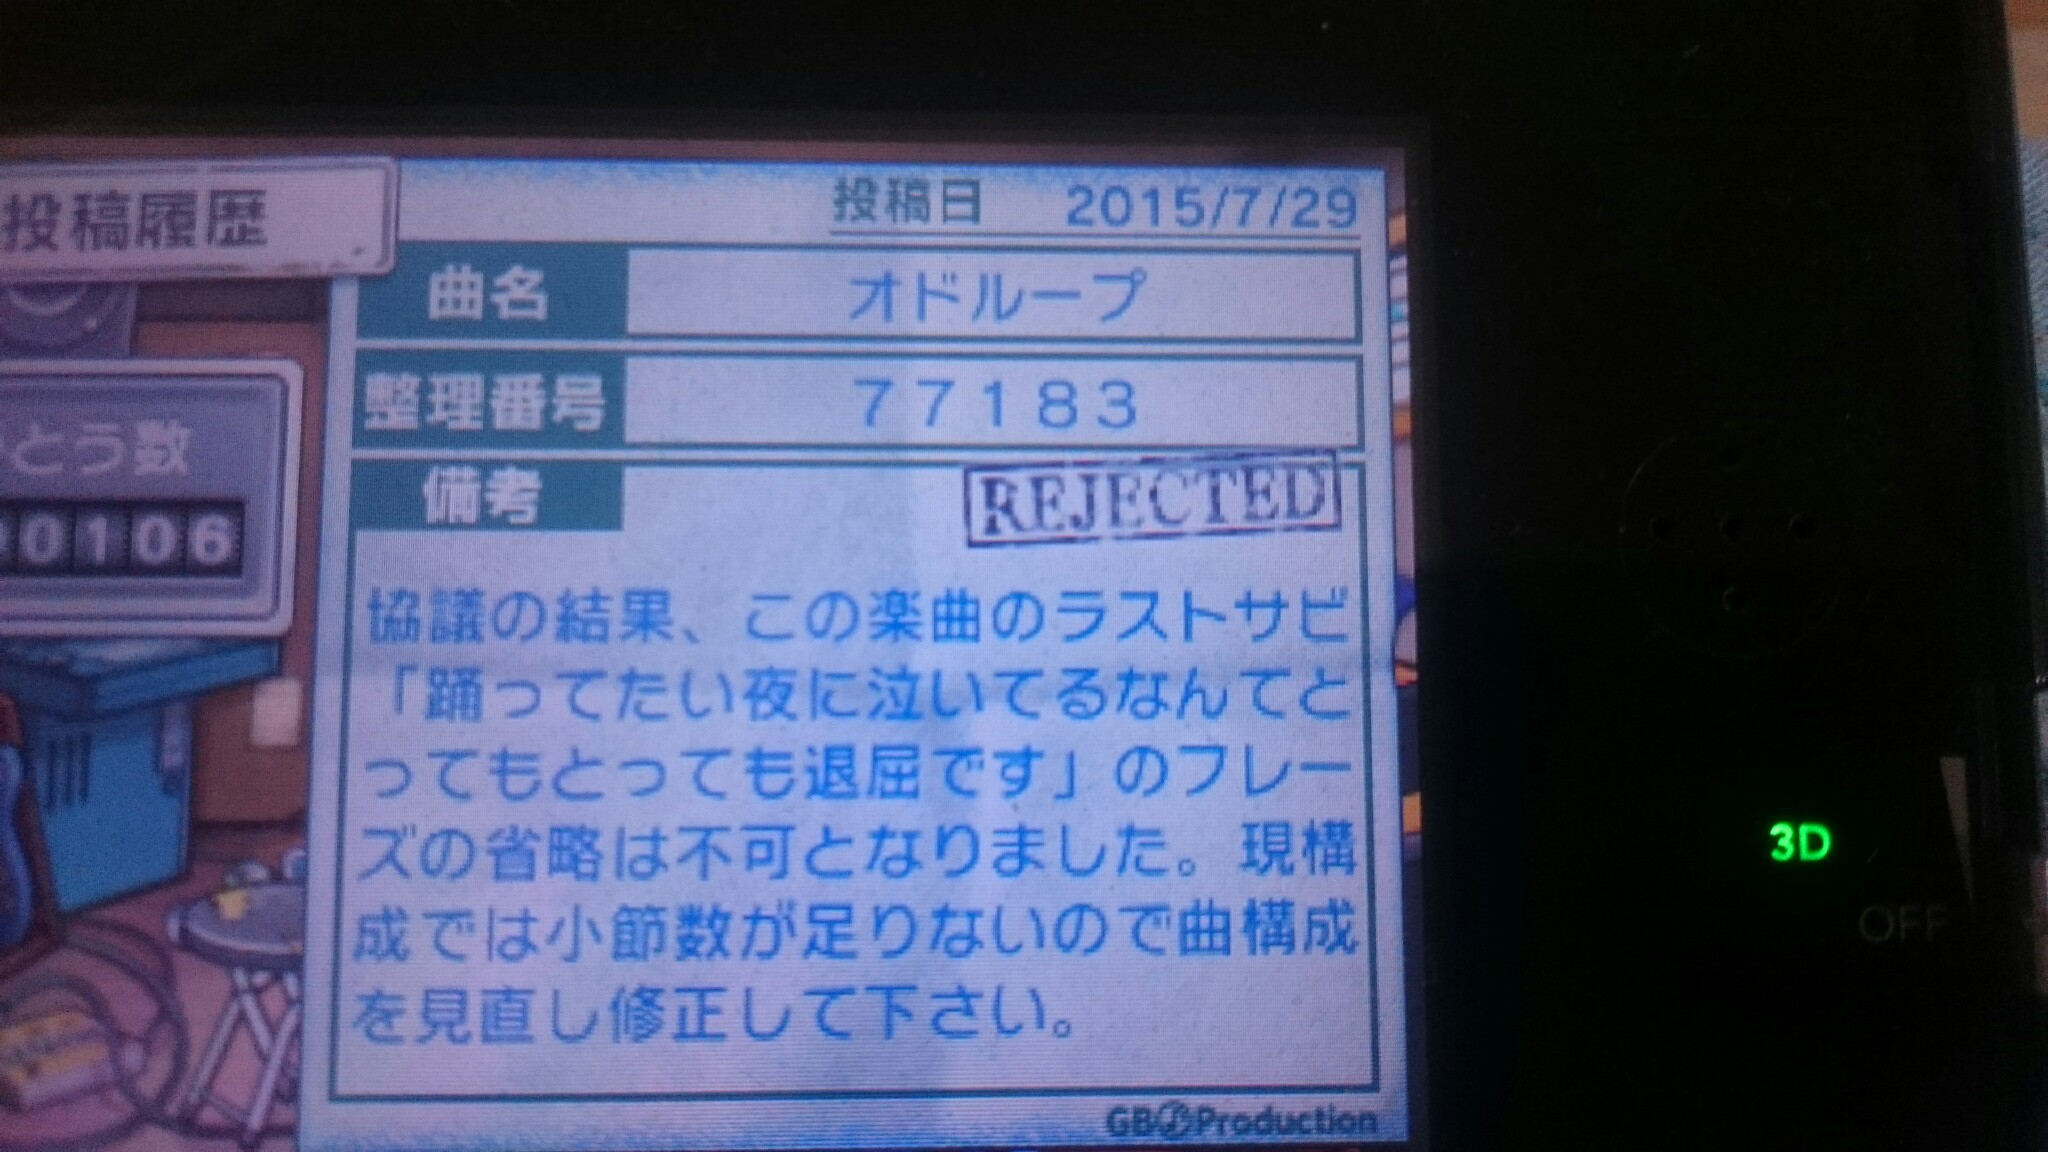 投稿履歴
投稿日 2015/7/29
曲名 オドループ
整理番号 77183
とう数
0106
備考 REJECTED
協議の結果、この楽曲のラストサビ
「踊ってたい夜に泣いてるなんてと
ってもとっても退屈です」のフレー
ズの省略は不可となりました。現構
成では小節数が足りないので曲構成
を見直し修正して下さい。
GB Production
3D
OFF